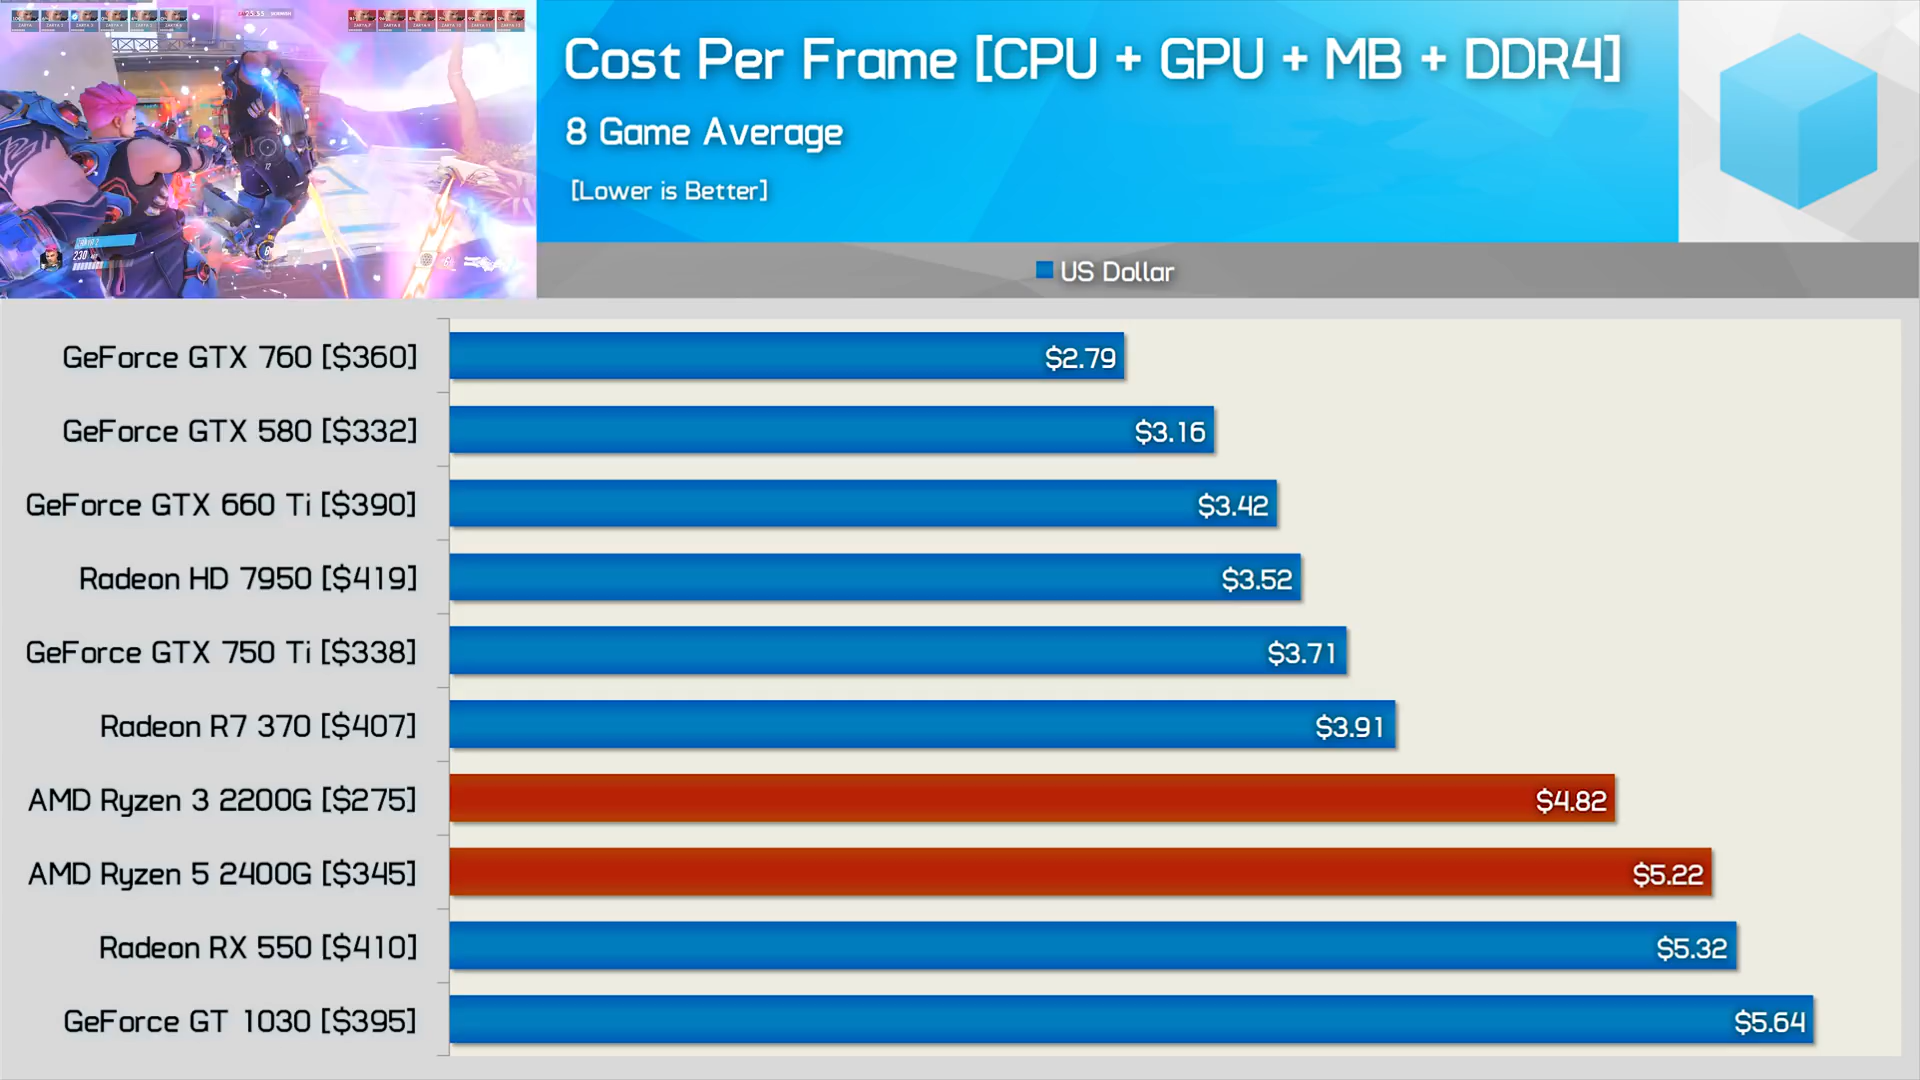 Cost Per Frame [CPU + GPU + MB + DDR4]
8 Game Average
[Lower is Better]
US Dollar
GeForce GTX 760 [$360] $2.79
GeForce GTX 580 [$332] $3.16
GeForce GTX 660 Ti [$390] $3.42
Radeon HD 7950 [$419] $3.52
GeForce GTX 750 Ti [$338] $3.71
Radeon R7 370 [$407] $3.91
AMD Ryzen 3 2200G [$275] $4.82
AMD Ryzen 5 2400G [$345] $5.22
Radeon RX 550 [$410] $5.32
GeForce GT 1030 [$395] $5.64